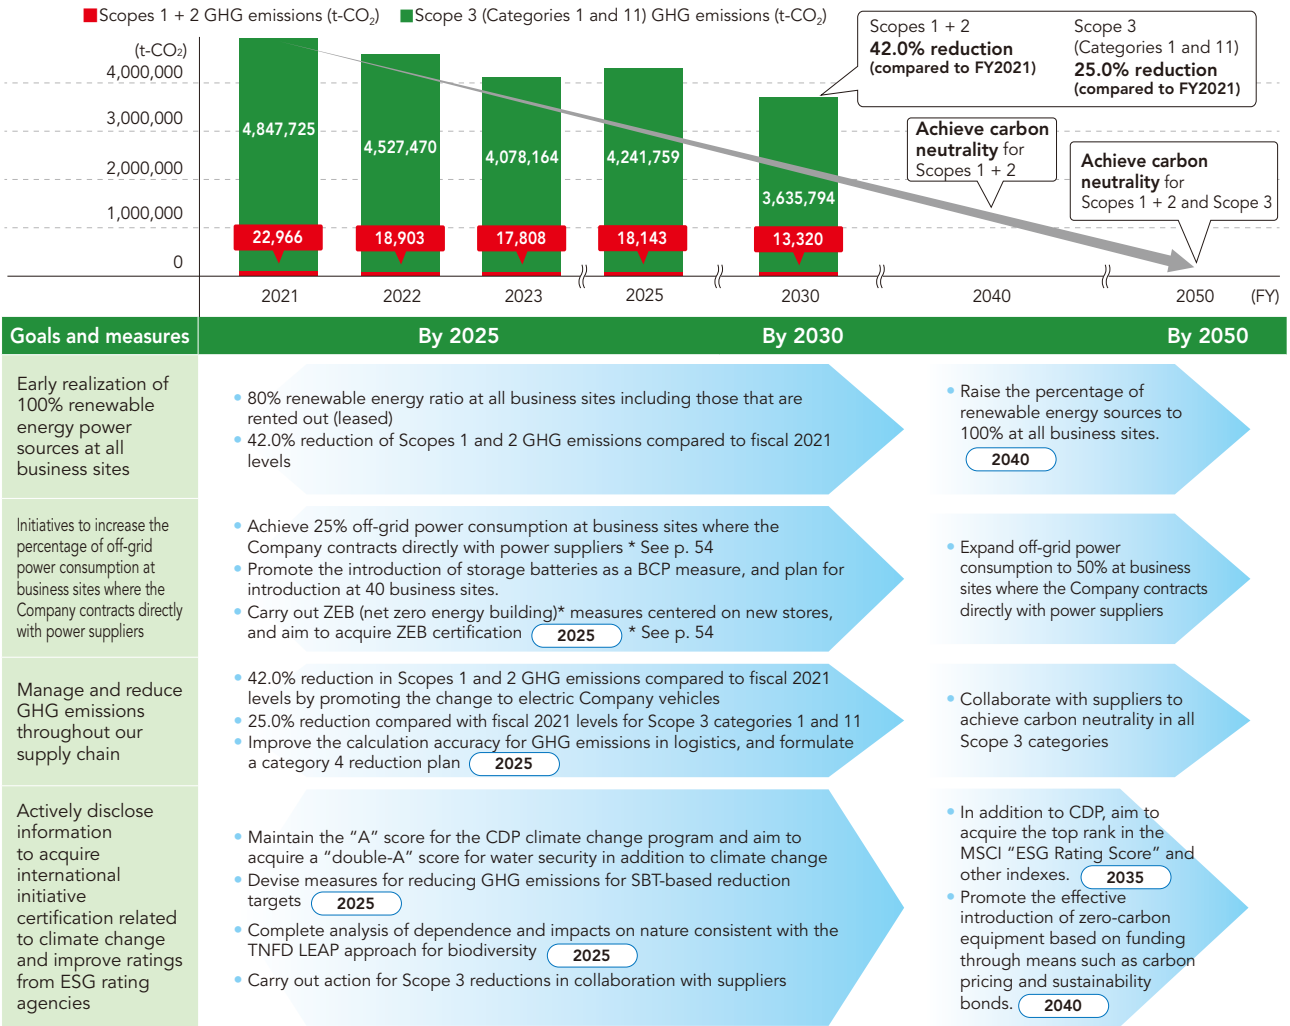 Scopes 1 + 2 GHG emissions (t-CO2) Scope 3 (Categories 1 and 11) GHG emissions (t-CO2)
(t-CO2)
4,000,000
3,000,000
2,000,000
1,000,000
0
4,847,725
4,527,470
4,078,164
4,241,759
3,635,794
22,966
18,903
17,808
18,143
13,320
Scopes 1 + 2
42.0% reduction
(compared to FY2021)
Scope 3
(Categories 1 and 11)
25.0% reduction
(compared to FY2021)
Achieve carbon
neutrality for
Scopes 1 + 2
Achieve carbon
neutrality for
Scopes 1 + 2 and Scope 3
2021 2022 2023 2025 2030 2040 2050 (FY)
Goals and measures By 2025 By 2030 By 2050
Early realization of
100% renewable
energy power
sources at all
business sites
• 80% renewable energy ratio at all business sites including those that are
rented out (leased)
• 42.0% reduction of Scopes 1 and 2 GHG emissions compared to fiscal 2021
levels
• Raise the percentage of
renewable energy sources to
100% at all business sites.
2040
Initiatives to increase the
percentage of off-grid
power consumption at
business sites where the
Company contracts directly
with power suppliers
• Achieve 25% off-grid power consumption at business sites where the
Company contracts directly with power suppliers * See p. 54
• Promote the introduction of storage batteries as a BCP measure, and plan for
introduction at 40 business sites.
• Carry out ZEB (net zero energy building)* measures centered on new stores,
and aim to acquire ZEB certification 2025 * See p. 54
• Expand off-grid power
consumption to 50% at business
sites where the Company contracts
directly with power suppliers
Manage and reduce
GHG emissions
throughout our
supply chain
• 42.0% reduction in Scopes 1 and 2 GHG emissions compared to fiscal 2021
levels by promoting the change to electric Company vehicles
• 25.0% reduction compared with fiscal 2021 levels for Scope 3 categories 1 and 11
• Improve the calculation accuracy for GHG emissions in logistics, and formulate
a category 4 reduction plan 2025
• Collaborate with suppliers to
achieve carbon neutrality in all
Scope 3 categories
Actively disclose
information
to acquire
international
initiative
certification related
to climate change
and improve ratings
from ESG rating
agencies
• Maintain the “A” score for the CDP climate change program and aim to
acquire a “double-A” score for water security in addition to climate change
• Devise measures for reducing GHG emissions for SBT-based reduction
targets 2025
• Complete analysis of dependence and impacts on nature consistent with the
TNFD LEAP approach for biodiversity 2025
• Carry out action for Scope 3 reductions in collaboration with suppliers
• In addition to CDP, aim to
acquire the top rank in the
MSCI “ESG Rating Score” and
other indexes. 2035
• Promote the effective
introduction of zero-carbon
equipment based on funding
through means such as carbon
pricing and sustainability
bonds. 2040